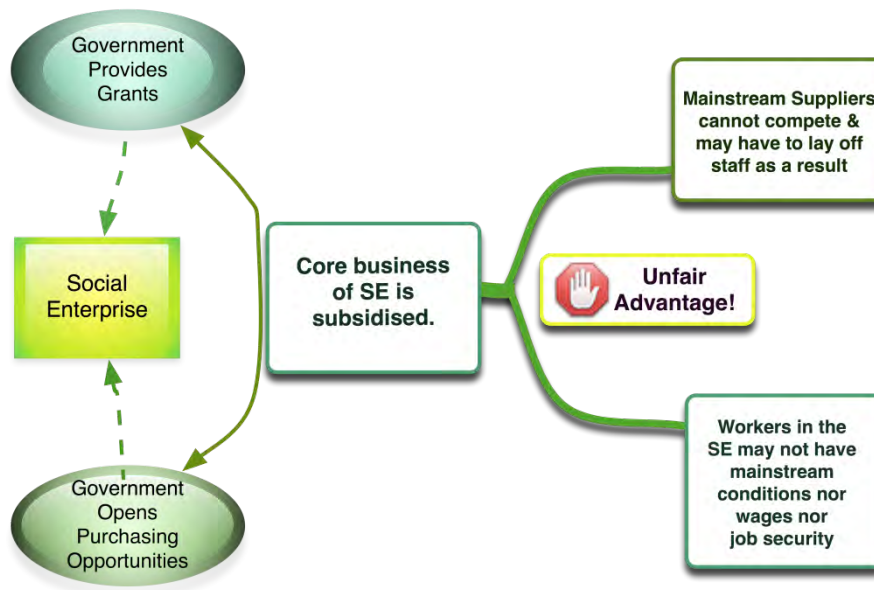 Government
Provides
Grants
Social
Enterprise
Government
Opens
Purchasing
Opportunities
Core business
of SE is
subsidised.
Unfair
Advantage!
Mainstream Suppliers
cannot compete &
may have to lay off
staff as a result
Workers in the
SE may not have
mainstream
conditions nor
wages nor
job security